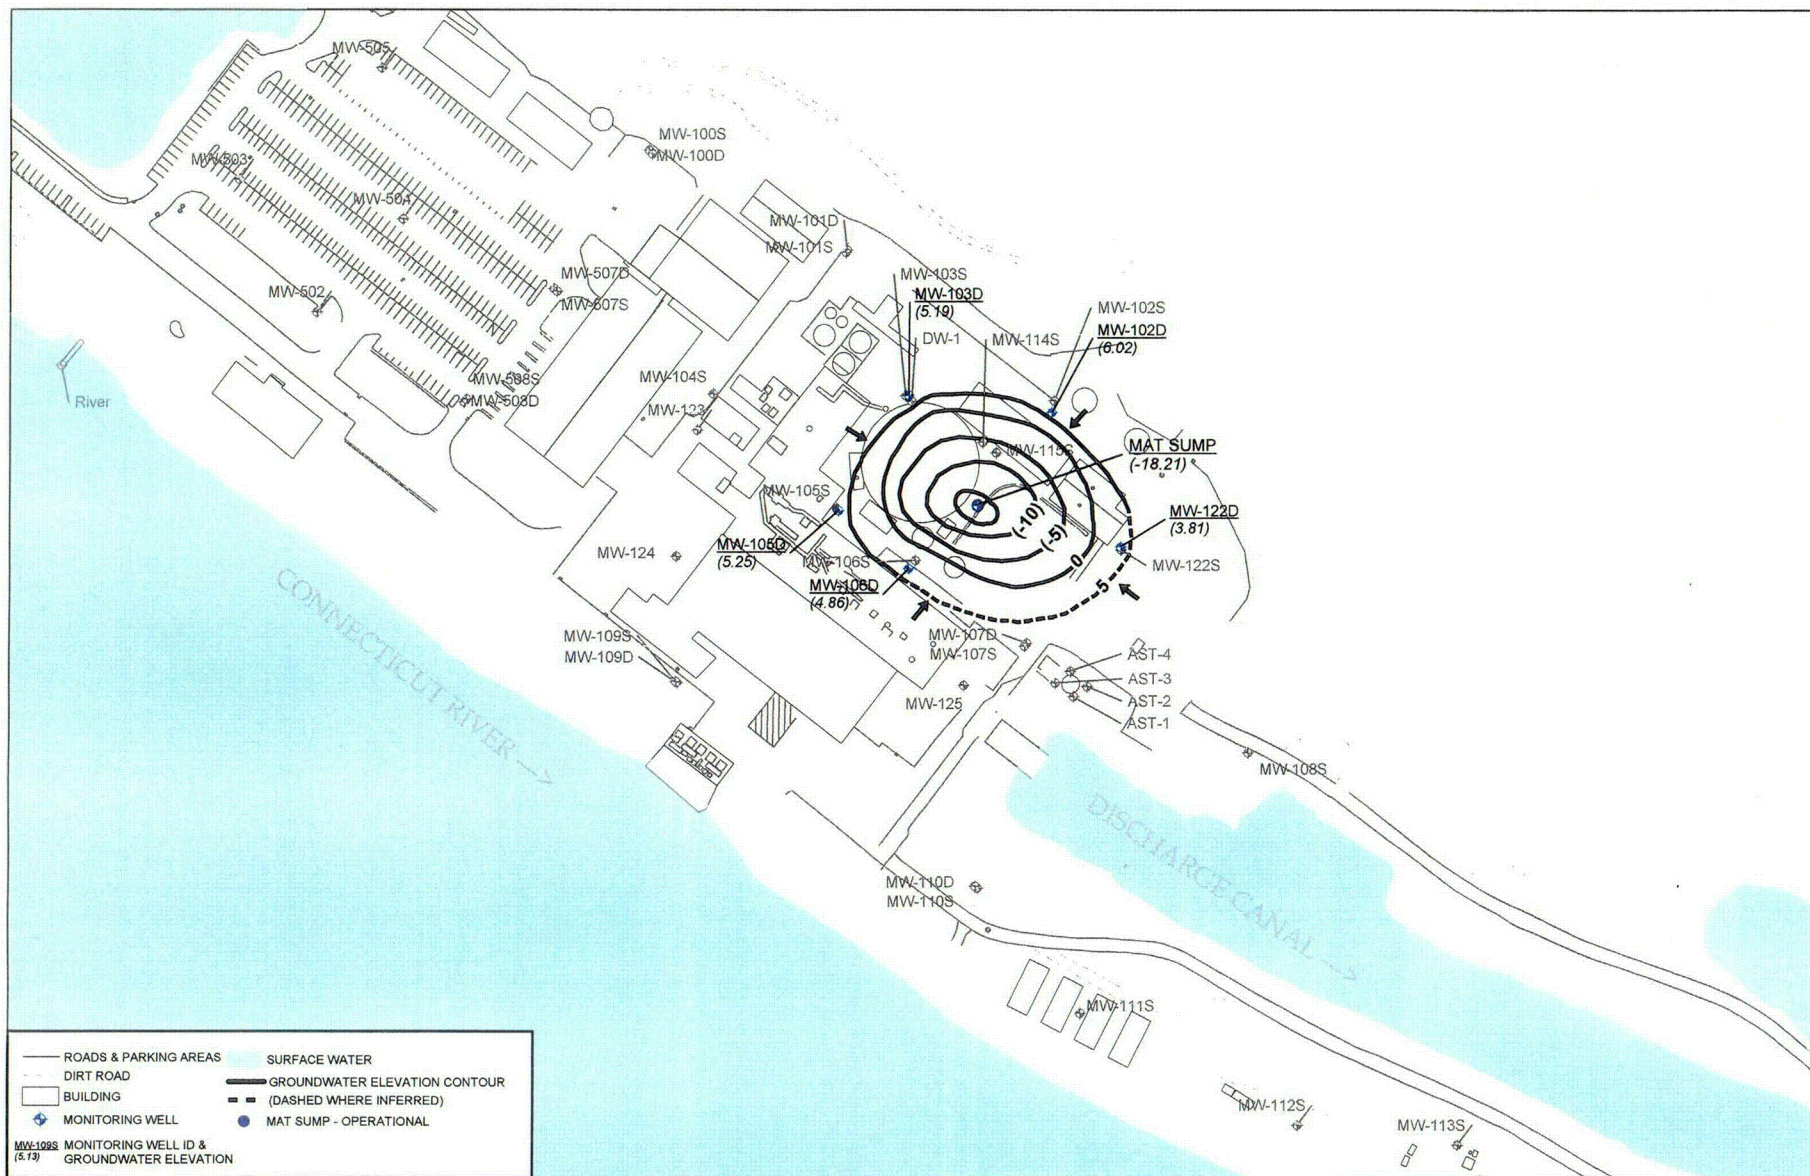 MW-505
MW-100S
MW-100D
MW-503
MW-504
MW-101D
MW-101S
MW-507D
MW-507S
MW-502
MW-103S
MW-103D
(5.19)
DW-1
MW-114S
MW-102S
MW-102D
(6.02)
MW-508S
MW-508D
River
MW-104S
MW-123
MW-115S
MAT SUMP
(-18.21)
MW-105S
MW-105D
(5.25)
(-10)
(-5)
0
5
MW-122D
(3.81)
MW-122S
MW-124
MW-106S
MW-106D
(4.86)
MW-109S
MW-109D
MW-107D
MW-107S
AST-4
AST-3
AST-2
AST-1
MW-125
MW-108S
CONNECTICUT RIVER --->
DISCHARGE CANAL --->
MW-110D
MW-110S
MW-111S
MW-112S
MW-113S
ROADS & PARKING AREAS
DIRT ROAD
BUILDING
MONITORING WELL
MW-109S
(5.13)
MONITORING WELL ID &
GROUNDWATER ELEVATION
SURFACE WATER
GROUNDWATER ELEVATION CONTOUR
(DASHED WHERE INFERRED)
MAT SUMP - OPERATIONAL